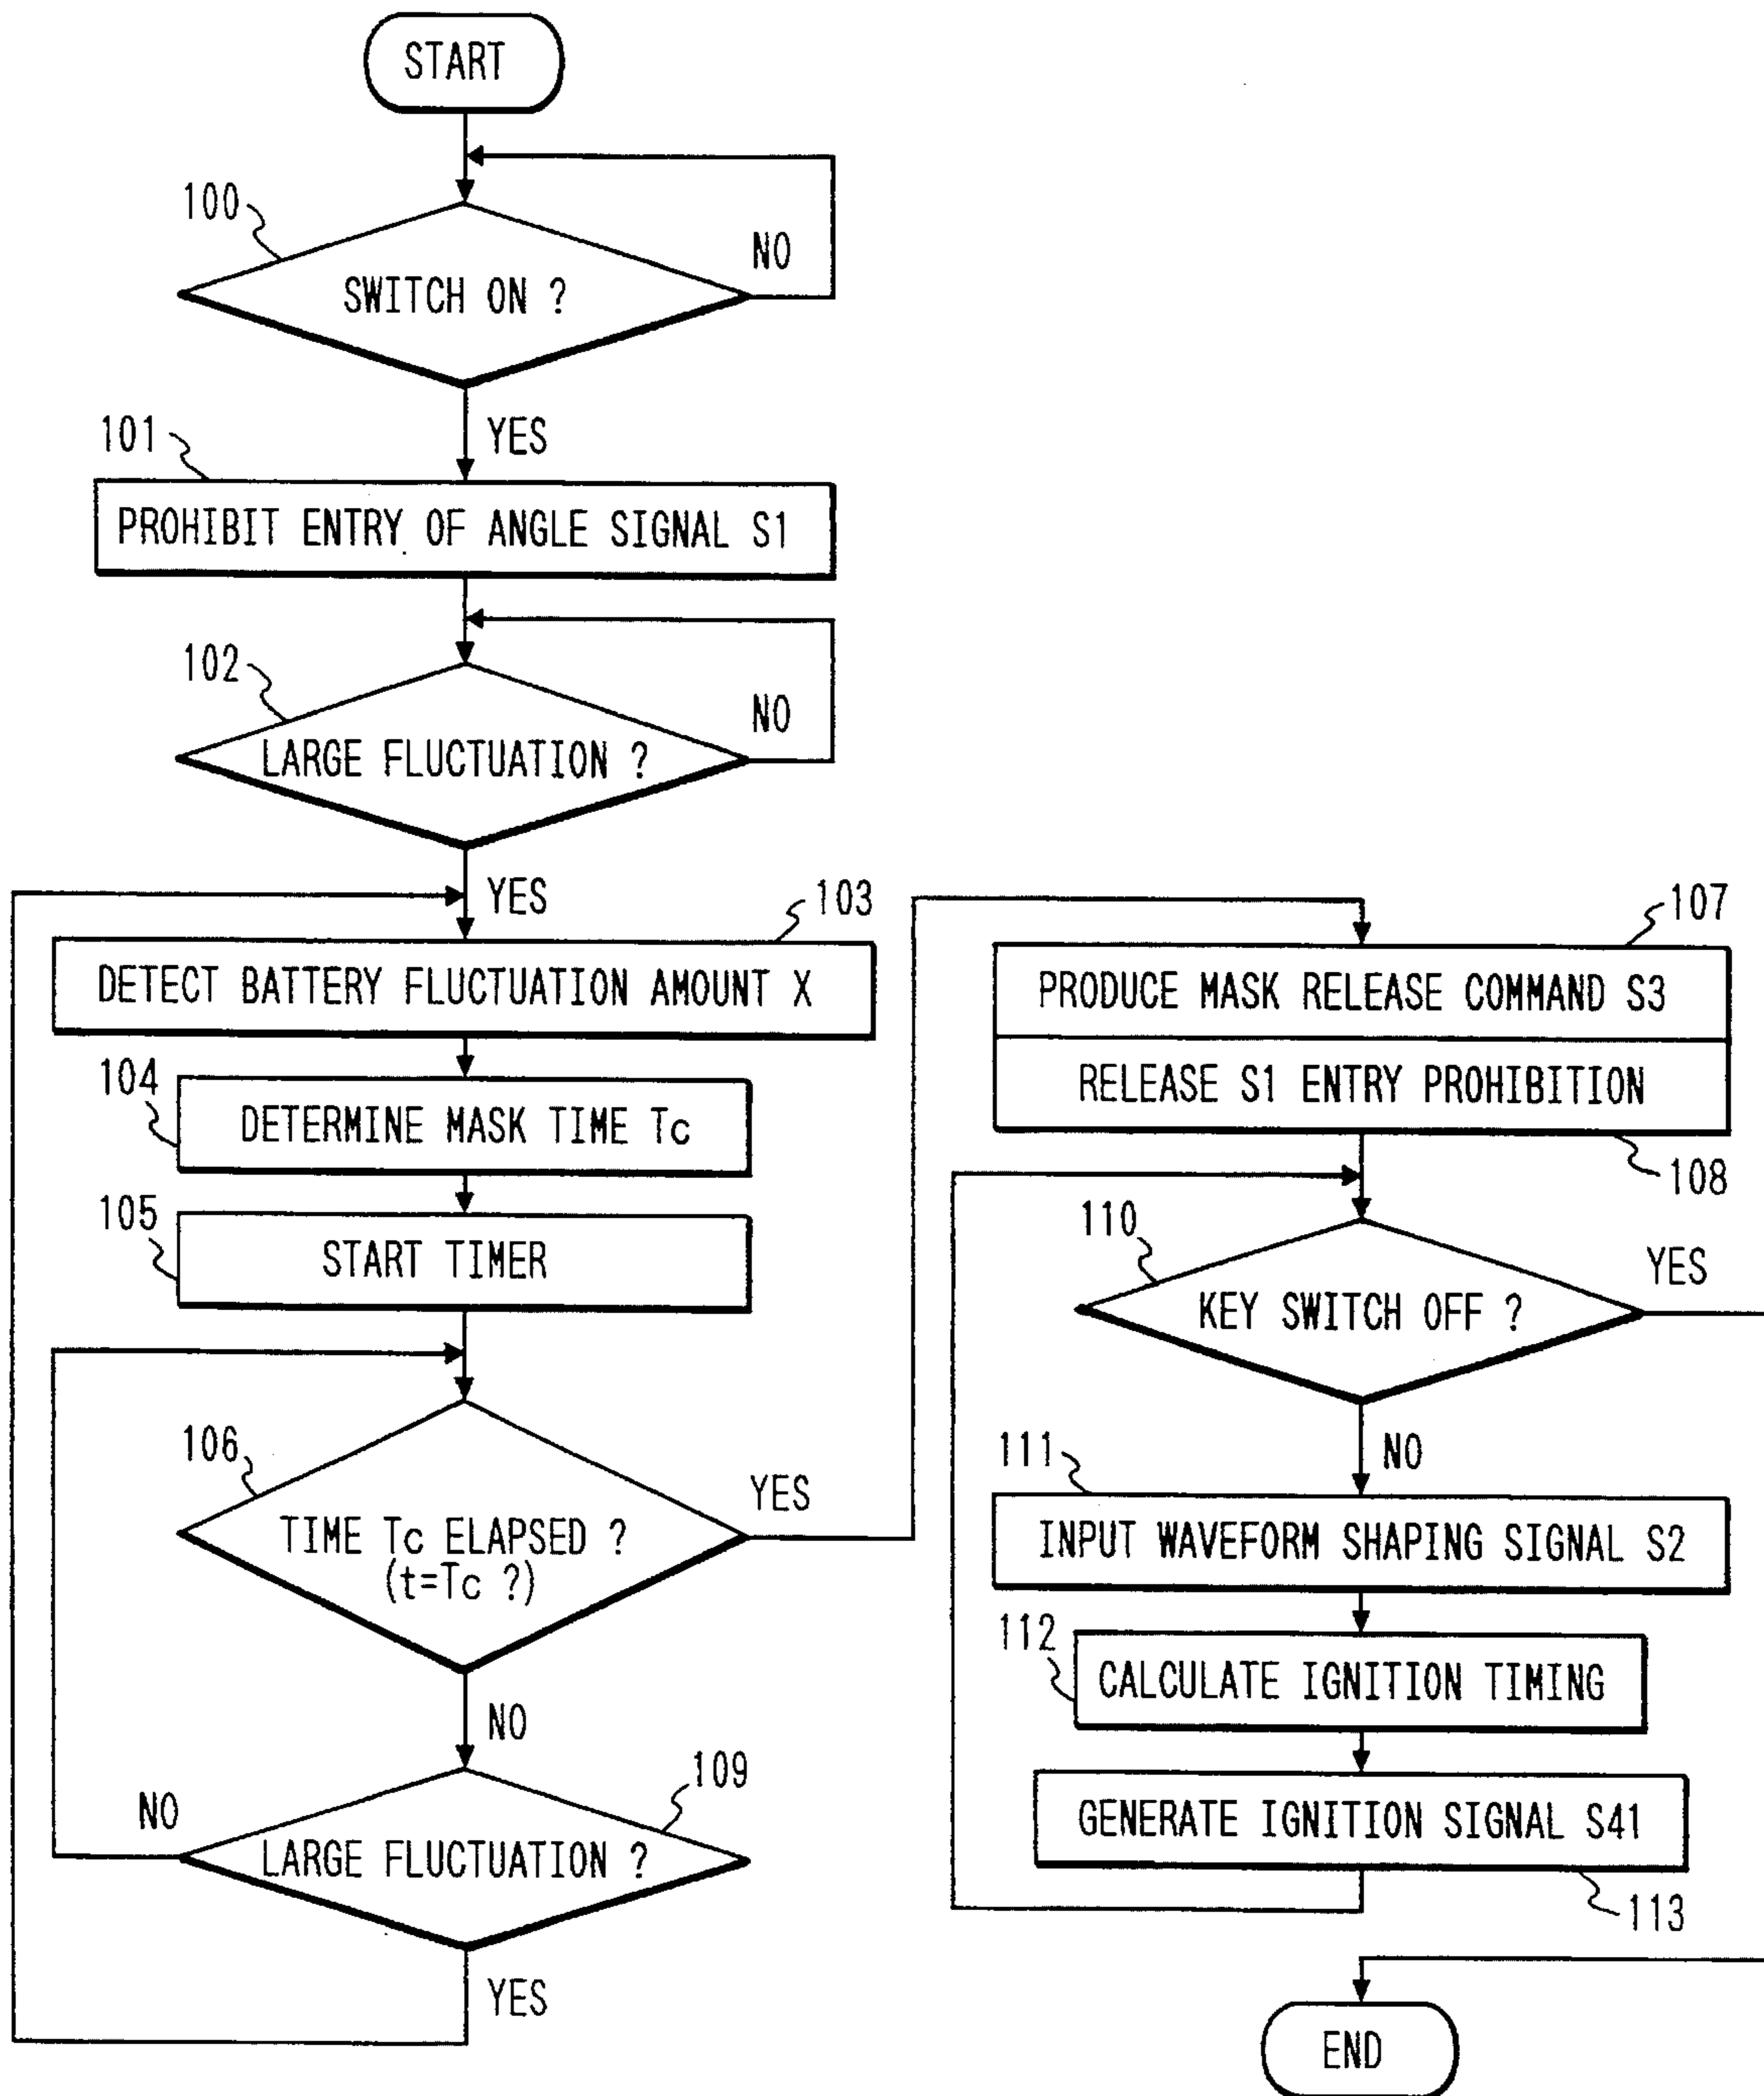 START
100
NO
SWITCH ON ?
YES
101
PROHIBIT ENTRY OF ANGLE SIGNAL S1
102
NO
LARGE FLUCTUATION ?
YES
103
DETECT BATTERY FLUCTUATION AMOUNT X
104
DETERMINE MASK TIME Tc
105
START TIMER
106
YES
TIME Tc ELAPSED ?
(t=Tc ?)
NO
109
NO
LARGE FLUCTUATION ?
YES
107
PRODUCE MASK RELEASE COMMAND S3
RELEASE S1 ENTRY PROHIBITION
108
110
YES
KEY SWITCH OFF ?
NO
111
INPUT WAVEFORM SHAPING SIGNAL S2
112
CALCULATE IGNITION TIMING
GENERATE IGNITION SIGNAL S41
113
END